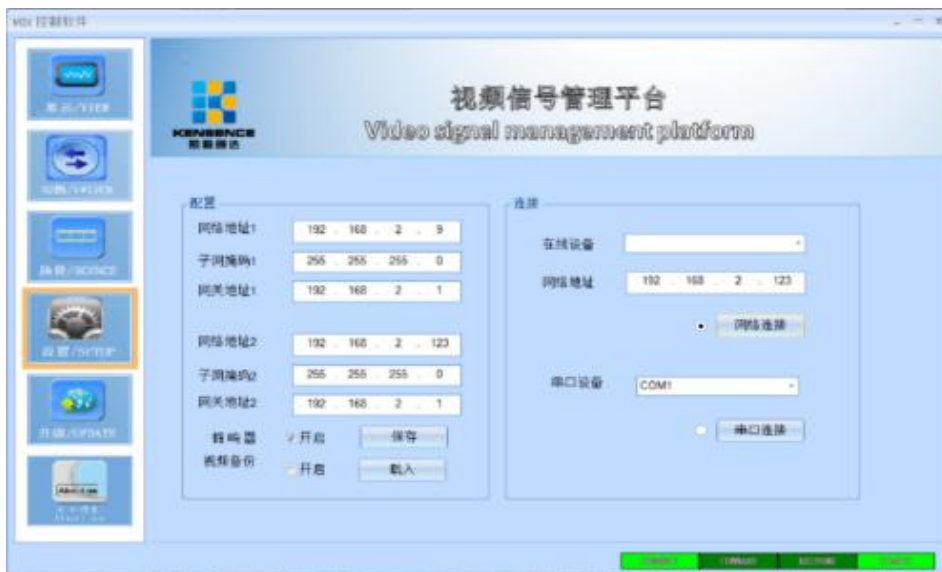 控制软件
KENSENCE
视频信号管理平台
Video signal management platform
配置
网络地址1 192 . 168 . 2 . 9
子网掩码1 255 . 255 . 255 . 0
网关地址1 192 . 168 . 2 . 1
网络地址2 192 . 168 . 2 . 123
子网掩码2 255 . 255 . 255 . 0
网关地址2 192 . 168 . 2 . 1
蜂鸣器 开启 保存
视频备份 开启 载入
连接
在线设备
网络地址 192 . 168 . 2 . 123
网络连接
串口设备 COM1
串口连接
设置/SETUP
升级/UPDATE